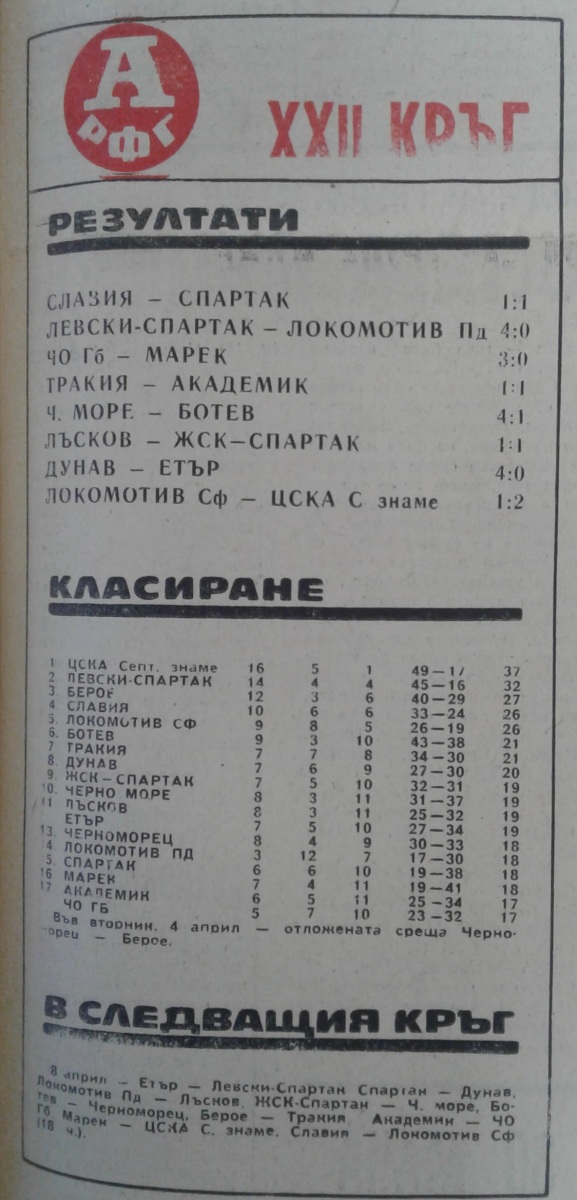 А
РФГ
XXII КРЪГ
РЕЗУЛТАТИ
СЛАВИЯ – СПАРТАК 1:1
ЛЕВСКИ-СПАРТАК – ЛОКОМОТИВ Пд 4:0
ЧО Гб – МАРЕК 3:0
ТРАКИЯ – АКАДЕМИК 1:1
Ч. МОРЕ – БОТЕВ 4:1
ЛЪСКОВ – ЖСК–СПАРТАК 1:1
ДУНАВ – ЕТЪР 4:0
ЛОКОМОТИВ Сф – ЦСКА С знаме 1:2
КЛАСИРАНЕ
1 ЦСКА Септ. знаме 16 5 1 49–17 37
2 ЛЕВСКИ-СПАРТАК 14 4 4 45–16 32
3. БЕРОЕ 12 3 6 40–29 27
4 СЛАВИЯ 10 6 6 33–24 26
5. ЛОКОМОТИВ СФ 9 8 5 26–19 26
6. БОТЕВ 9 3 10 43–38 21
7 ТРАКИЯ 7 7 8 34–30 21
8 ДУНАВ 7 6 9 27–30 20
9. ЖСК–СПАРТАК 7 5 10 32–31 19
10. ЧЕРНО МОРЕ 8 3 11 31–37 19
11 ЛЪСКОВ 8 3 11 25–32 19
ЕТЪР 7 5 10 27–34 19
13. ЧЕРНОМОРЕЦ 8 4 9 30–33 18
4 ЛОКОМОТИВ ПД 3 12 7 17–30 18
5. СПАРТАК 6 6 10 19–38 18
16 МАРЕК 7 4 11 19–41 18
17 АКАДЕМИК 6 5 11 25–34 17
ЧО ГБ 5 7 10 23–32 17
Във вторник, 4 април – отложената среща Черно-
морец – Берое.
В СЛЕДВАЩИЯ КРЪГ
8 април – Етър – Левски-Спартак Спартак – Дунав,
Локомотив Пд – Лъсков, ЖСК-Спартан – Ч. море, Бо-
тев – Черноморец, Берое – Тракия, Академик – ЧО
Гб Марек – ЦСКА С. знаме, Славия – Локомотив Сф
(18 ч.).